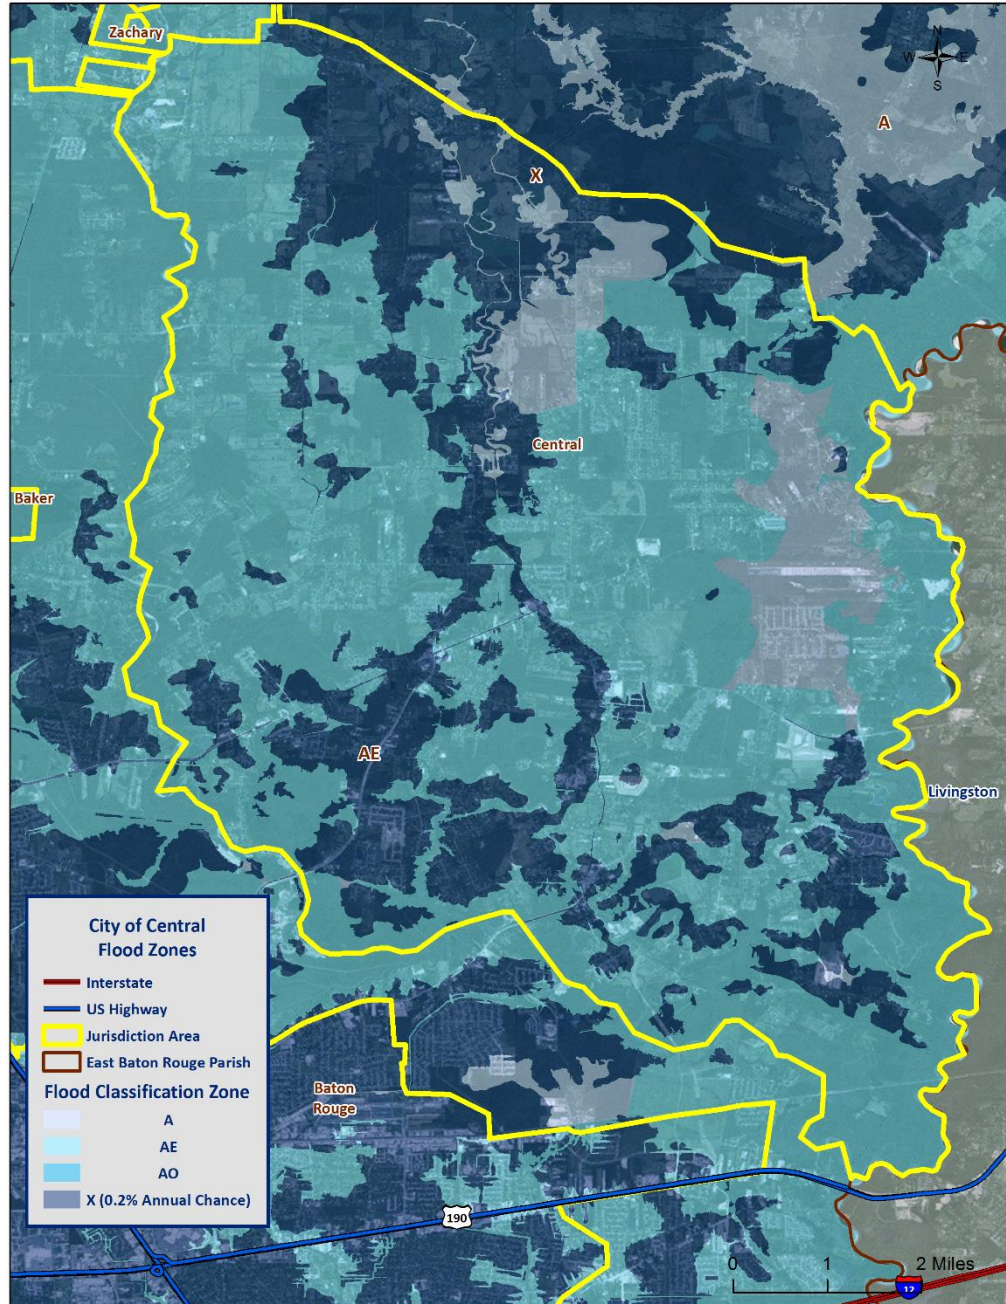 Zachary
N
W E
S
A
X
Central
Baker
AE
Livingston
City of Central
Flood Zones
Interstate
US Highway
Jurisdiction Area
East Baton Rouge Parish
Flood Classification Zone
A
AE
AO
X (0.2% Annual Chance)
Baton
Rouge
190
0 1 2 Miles
12